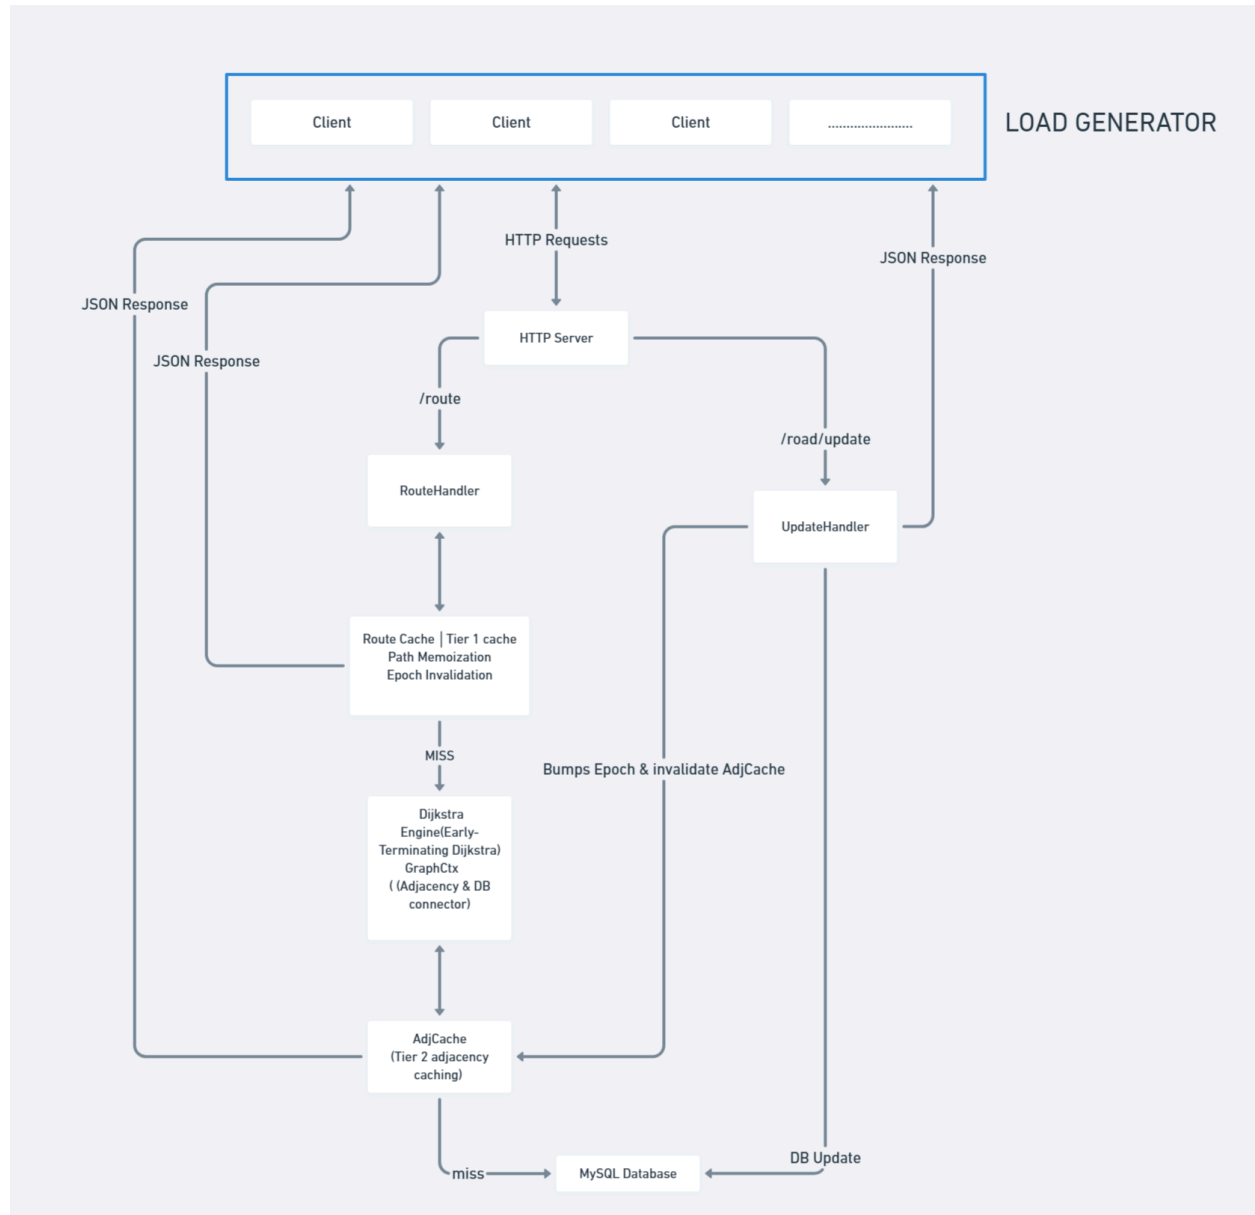 Client
Client
Client
.......................
LOAD GENERATOR
HTTP Requests
JSON Response
JSON Response
HTTP Server
JSON Response
/route
/road/update
RouteHandler
UpdateHandler
Route Cache | Tier 1 cache
Path Memoization
Epoch Invalidation
MISS
Bumps Epoch & invalidate AdjCache
Dijkstra
Engine(Early-
Terminating Dijkstra)
GraphCtx
( (Adjacency & DB
connector)
AdjCache
(Tier 2 adjacency
caching)
DB Update
miss
MySQL Database